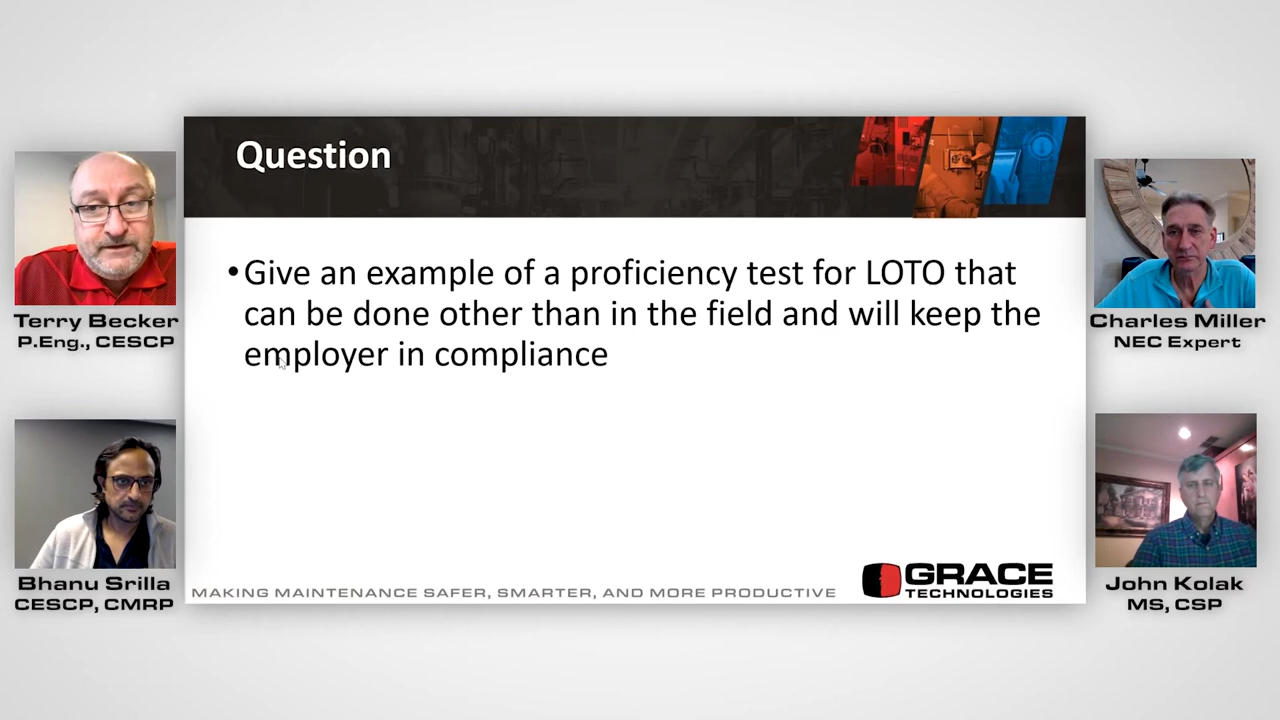 Question
•Give an example of a proficiency test for LOTO that
can be done other than in the field and will keep the
employer in compliance
MAKING MAINTENANCE SAFER, SMARTER, AND MORE PRODUCTIVE
GRACE
TECHNOLOGIES
Terry Becker
P.Eng., CESCP
Bhanu Srilla
CESCP, CMRP
Charles Miller
NEC Expert
John Kolak
MS, CSP